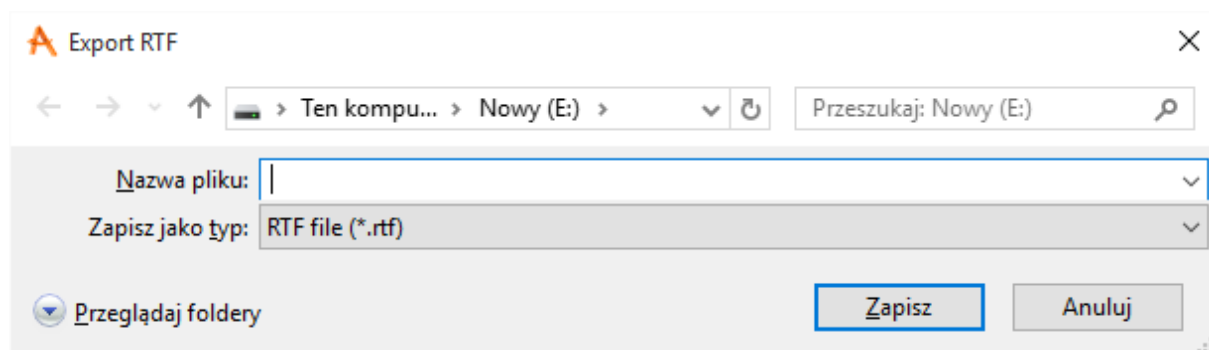 Export RTF
Ten kompu... > Nowy (E:) > Przeszukaj: Nowy (E:)
Nazwa pliku:
Zapisz jako typ: RTF file (*.rtf)
Przeglądaj foldery Zapisz Anuluj